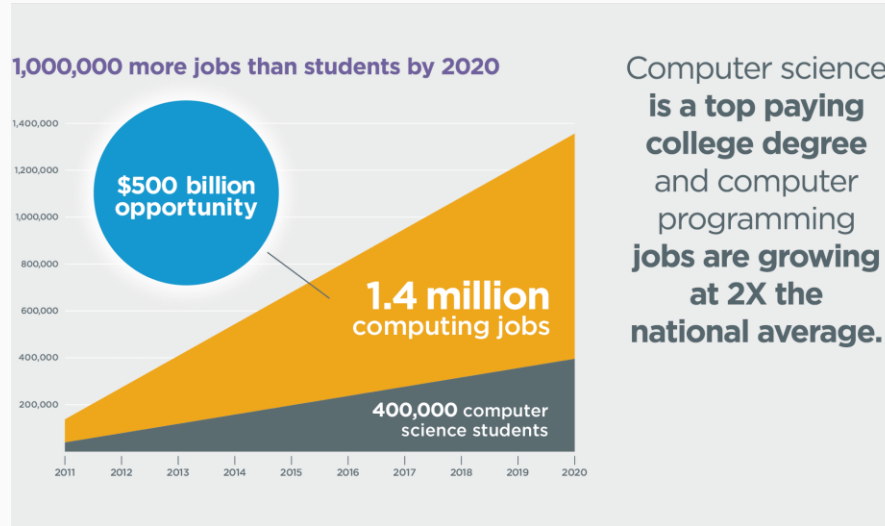 1,000,000 more jobs than students by 2020
1,400,000
1,200,000
1,000,000
800,000
600,000
400,000
200,000
$500 billion
opportunity
1.4 million
computing jobs
400,000 computer
science students
2011 2012 2013 2014 2015 2016 2017 2018 2019 2020
Computer science
is a top paying
college degree
and computer
programming
jobs are growing
at 2X the
national average.